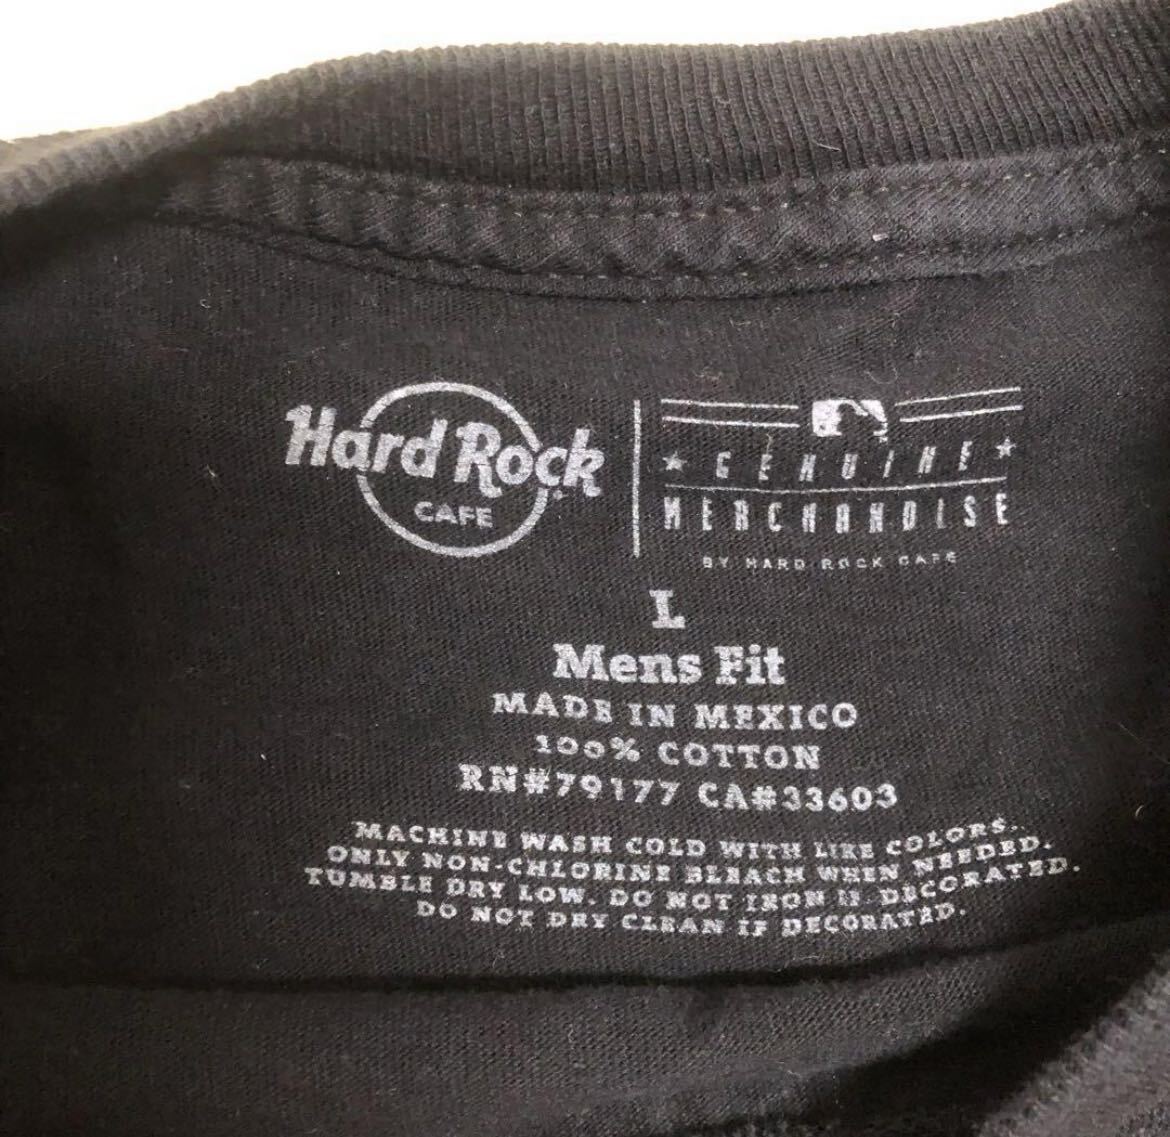 Hard Rock
CAFE
GENUINE
MERCHANDISE
BY HARD ROCK CAFE
L
Mens Fit
MADE IN MEXICO
100% COTTON
RN#79177 CA#33603
MACHINE WASH COLD WITH LIKE COLORS.
ONLY NON-CHLORINE BLEACH WHEN NEEDED.
TUMBLE DRY LOW. DO NOT IRON IF DECORATED.
DO NOT DRY CLEAN IF DECORATED.